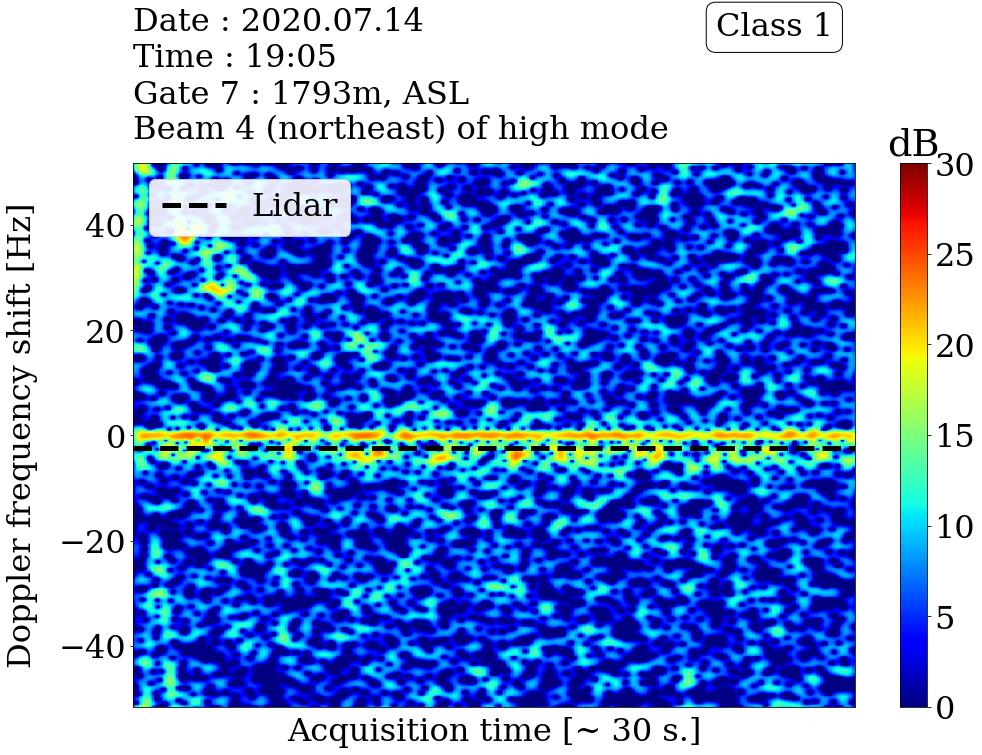 Date : 2020.07.14
Time : 19:05
Gate 7 : 1793m, ASL
Beam 4 (northeast) of high mode
Class 1
dB
Lidar
Doppler frequency shift [Hz]
40
20
0
−20
−40
Acquisition time [~ 30 s.]
30
25
20
15
10
5
0